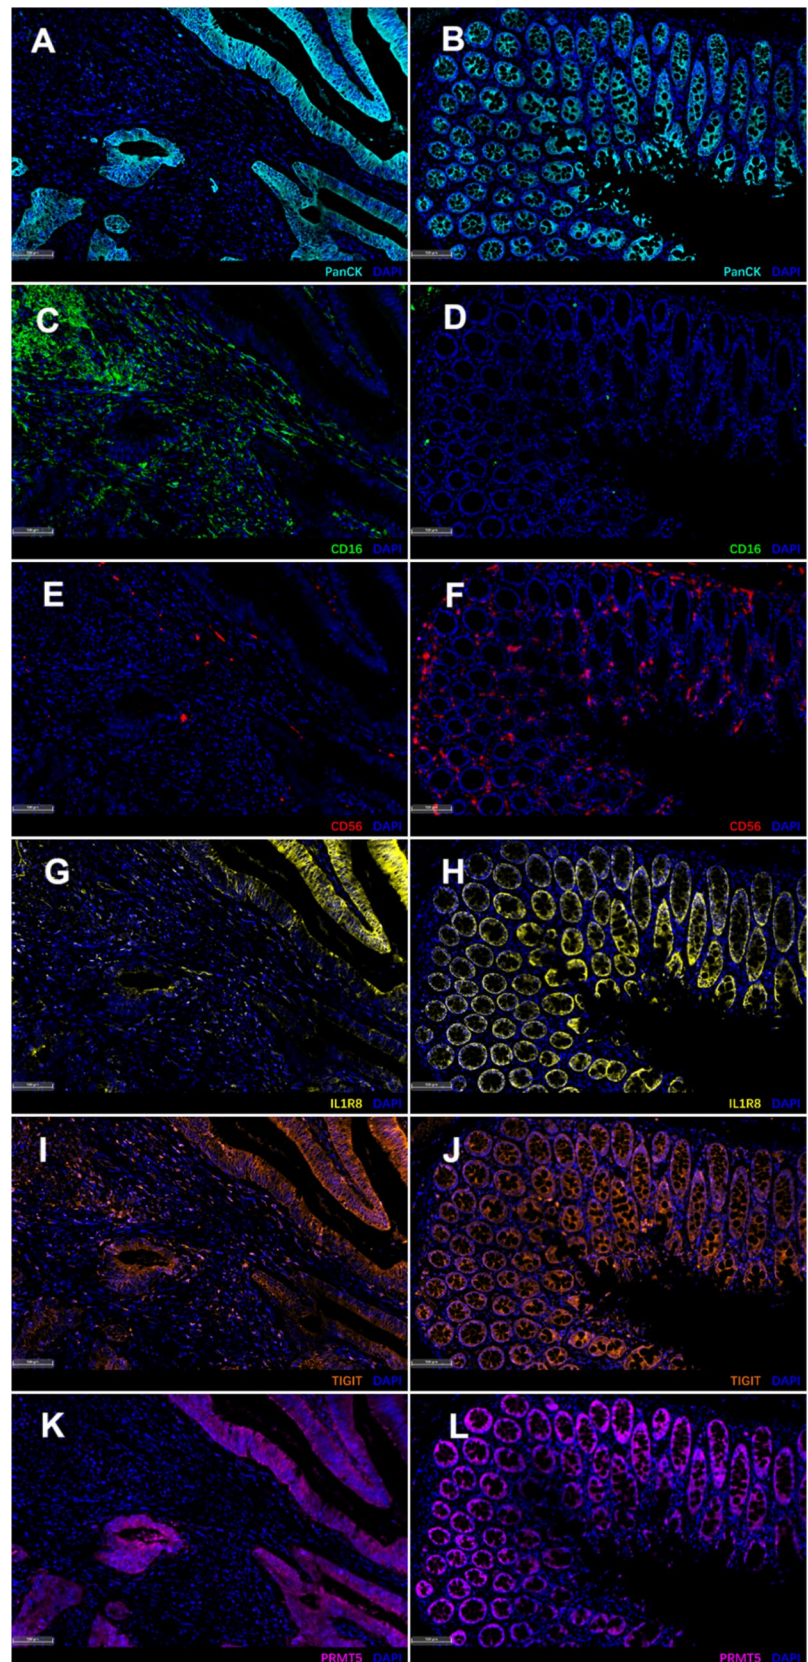 A
B
PanCK DAPI
PanCK DAPI
C
D
CD16 DAPI
CD16 DAPI
E
F
CD56 DAPI
CD56 DAPI
G
H
IL1R8 DAPI
IL1R8 DAPI
I
J
TIGIT DAPI
TIGIT DAPI
K
L
PRMT5 DAPI
PRMT5 DAPI